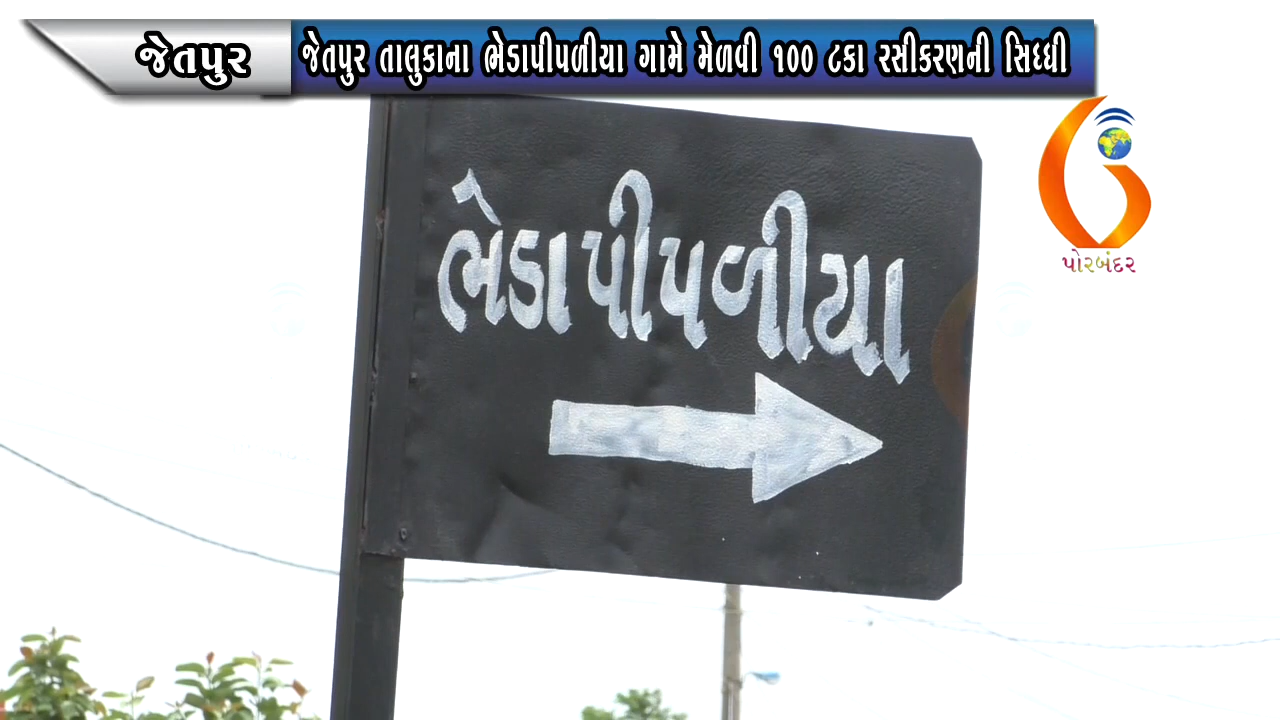 જેતપુર
જેતપુર તાલુકાના ભેડાપીપળીયા ગામે મેળવી ૧૦૦ ટકા રસીકરણની સિધ્ધી
પોરબંદર
ભેડાપીપળીયા